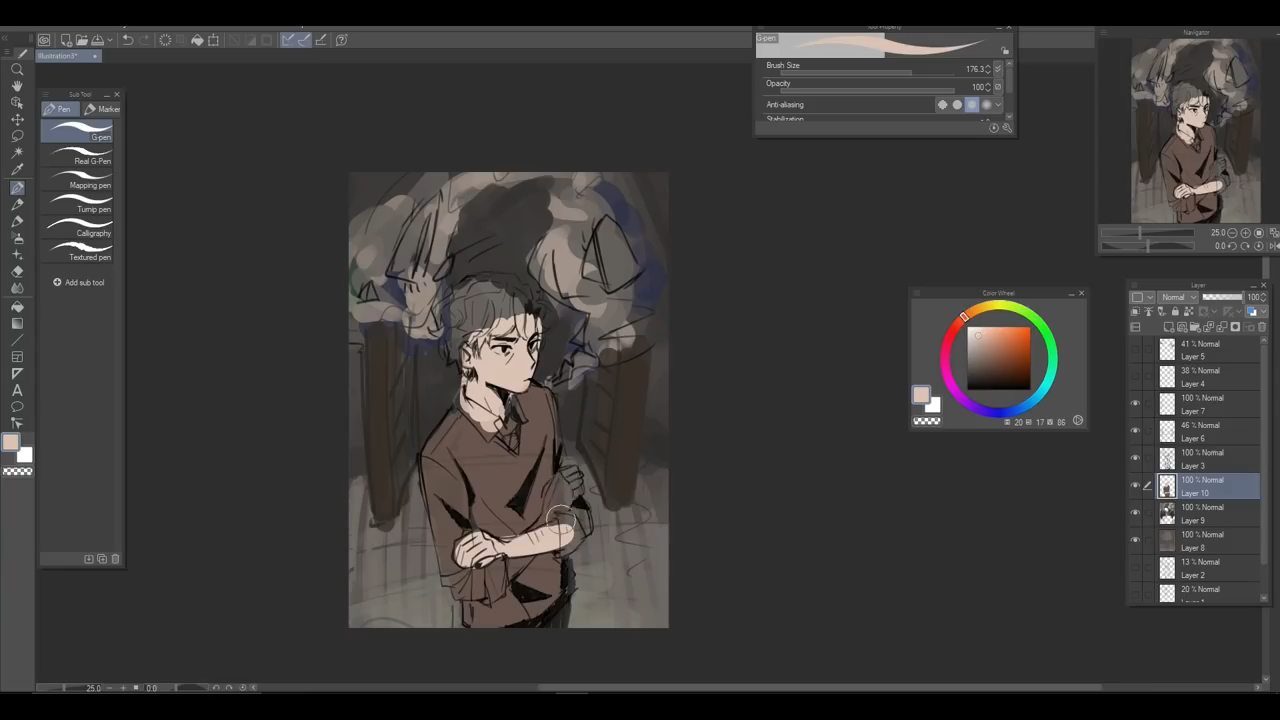 Illustration3*
Sub Tool
Pen
Marker
G-pen
Real G-Pen
Mapping pen
Turnip pen
Calligraphy
Textured pen
Add sub tool
G-pen
Brush Size
176.3
Opacity
100
Anti-aliasing
Stabilization
Navigator
25.0
0.0
Color Wheel
20
17
86
Layer
Normal
100
41 % Normal
Layer 5
38 % Normal
Layer 4
100 % Normal
Layer 7
46 % Normal
Layer 6
100 % Normal
Layer 3
100 % Normal
Layer 10
100 % Normal
Layer 9
100 % Normal
Layer 8
13 % Normal
Layer 2
20 % Normal
25.0
0.0